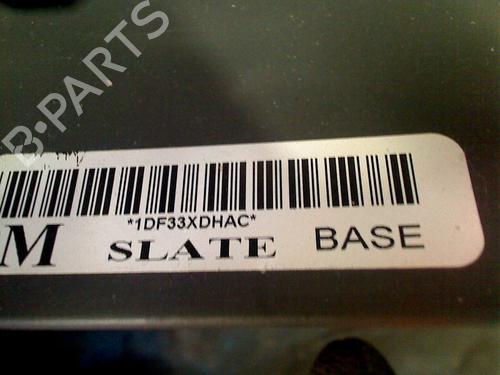 B-PARTS
*1DF33XDHAC*
M SLATE BASE